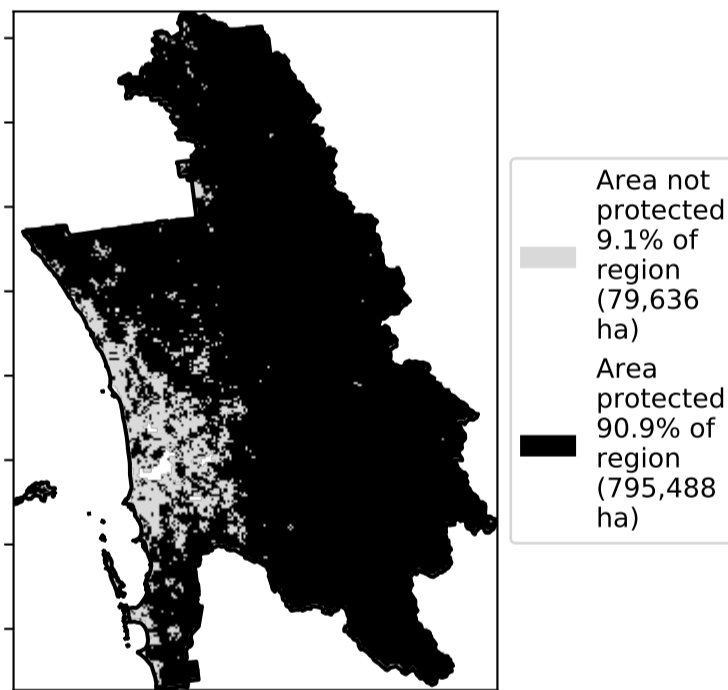 Area not
protected
9.1% of
region
(79,636
ha)
Area
protected
90.9% of
region
(795,488
ha)